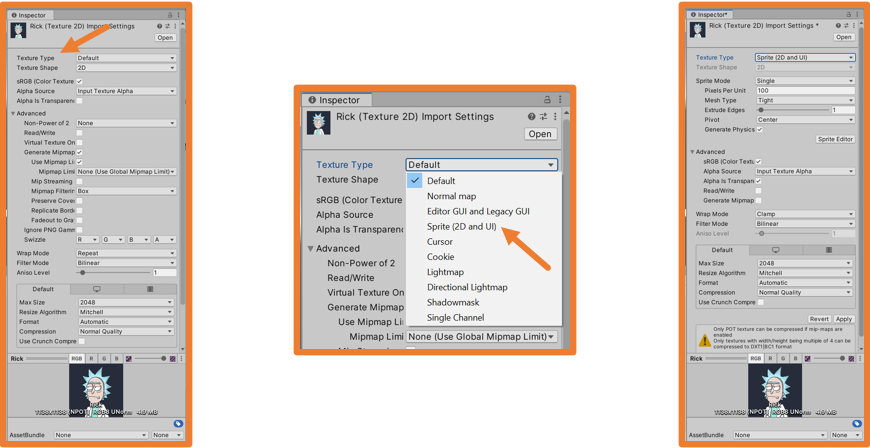 Inspector
Rick (Texture 2D) Import Settings
Open
Texture Type Default
Texture Shape 2D
sRGB (Color Texture
Alpha Source Input Texture Alpha
Alpha Is Transparen
Advanced
Non-Power of 2 None
Read/Write
Virtual Texture On
Generate Mipmap
Use Mipmap Li
Mipmap Limi None (Use Global Mipmap Limit)
Mip Streaming
Mipmap Filterin Box
Preserve Cove
Replicate Borde
Fadeout to Gra
Ignore PNG Gamm
Swizzle R G B A
Wrap Mode Repeat
Filter Mode Bilinear
Aniso Level 1
Default
Max Size 2048
Resize Algorithm Mitchell
Format Automatic
Compression Normal Quality
Use Crunch Compre
Rick RGB R G B
Rick
1138x1138 (NPOT) RGB8 UNorm 4.9 MB
AssetBundle None None
Inspector
Rick (Texture 2D) Import Settings
Open
Texture Type Default
Texture Shape
Default
Normal map
sRGB (Color Texture
Editor GUI and Legacy GUI
Alpha Source
Sprite (2D and UI)
Alpha Is Transparenc
Cursor
Advanced
Cookie
Non-Power of 2
Lightmap
Read/Write
Directional Lightmap
Virtual Texture On
Shadowmask
Generate Mipmap
Single Channel
Use Mipmap Li
Mipmap Limi None (Use Global Mipmap Limit)
Inspector*
Rick (Texture 2D) Import Settings *
Open
Texture Type Sprite (2D and UI)
Texture Shape 2D
Sprite Mode Single
Pixels Per Unit 100
Mesh Type Tight
Extrude Edges 1
Pivot Center
Generate Physics
Sprite Editor
Advanced
sRGB (Color Textu
Alpha Source Input Texture Alpha
Alpha Is Transpar
Read/Write
Generate Mipmap
Wrap Mode Clamp
Filter Mode Bilinear
Aniso Level 1
Default
Max Size 2048
Resize Algorithm Mitchell
Format Automatic
Compression Normal Quality
Use Crunch Compre
Revert Apply
Only POT texture can be compressed if mip-maps are
enabled
Only textures with width/height being multiple of 4 can be
compressed to DXT1|BC1 format
Rick RGB R G B
Rick
1138x1138 (NPOT) RGB8 UNorm 4.9 MB
AssetBundle None None